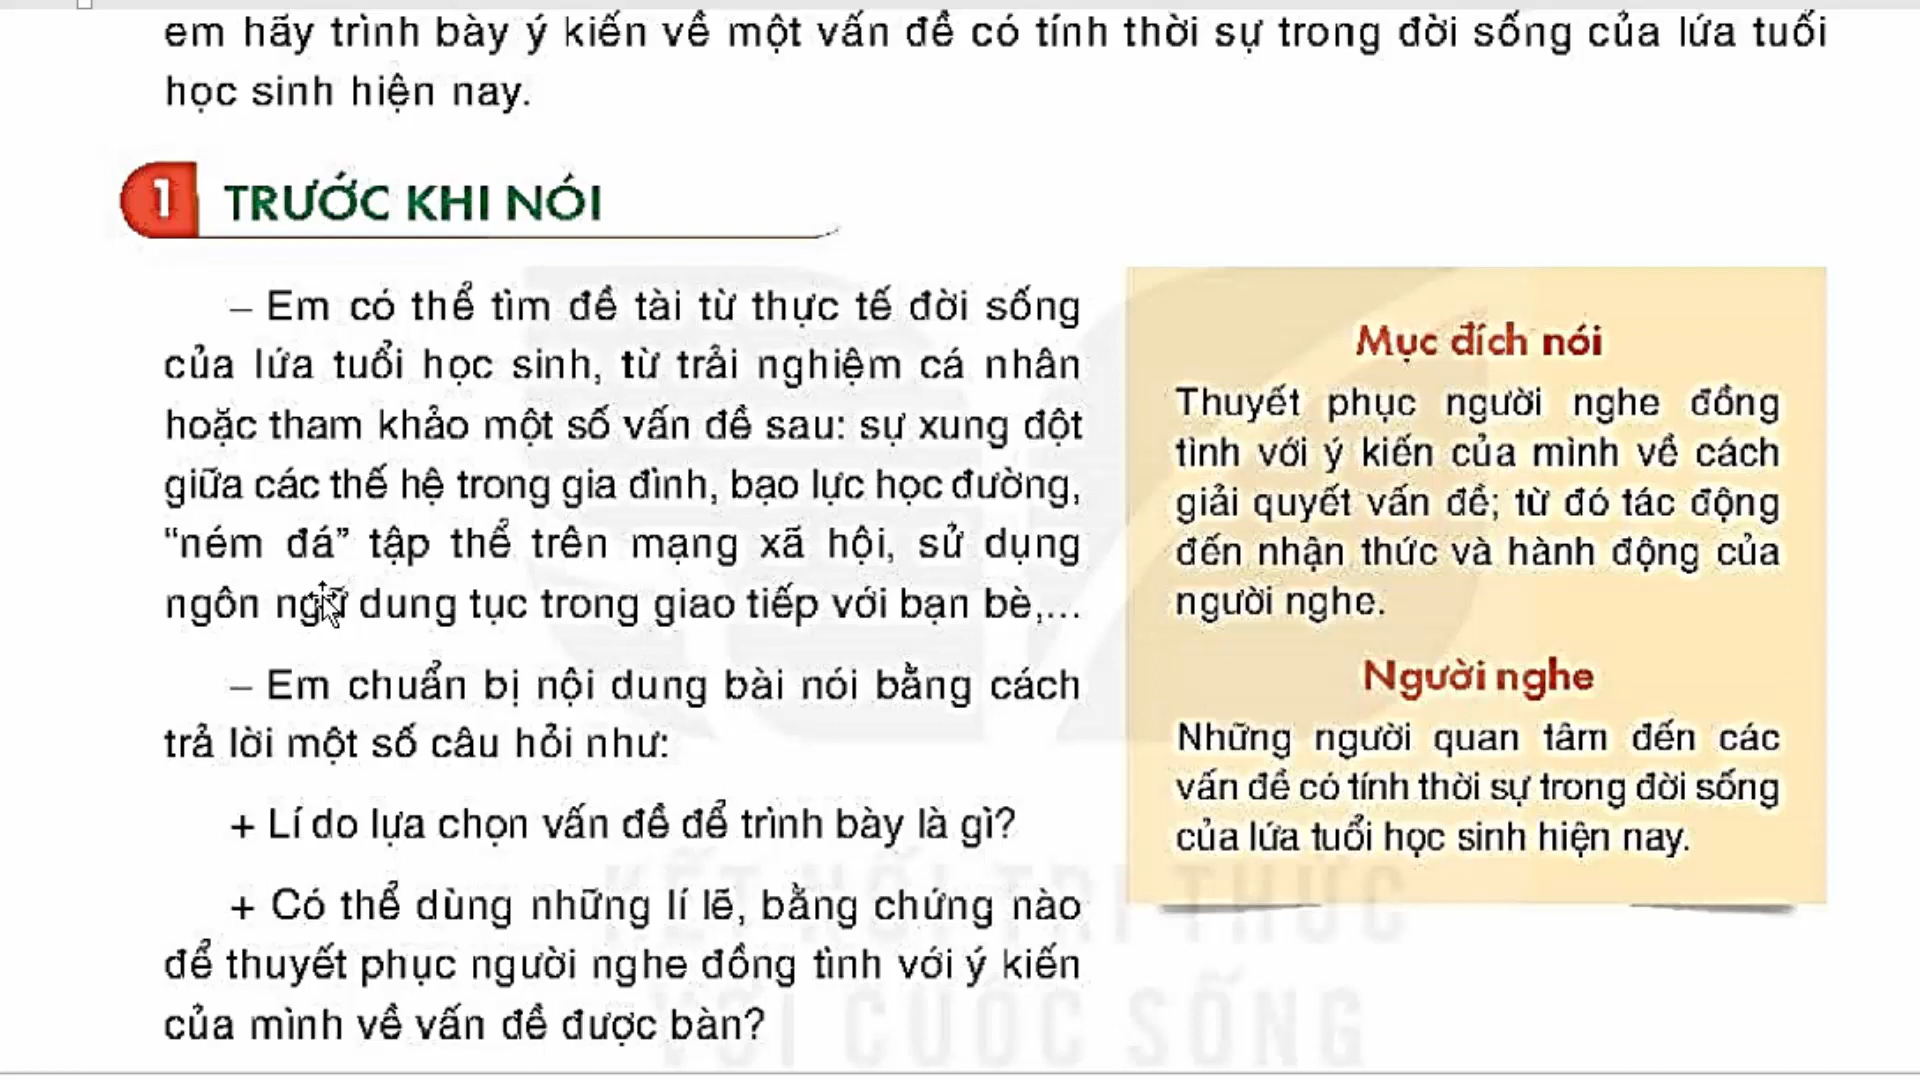 em hãy trình bày ý kiến về một vấn đề có tính thời sự trong đời sống của lứa tuổi
học sinh hiện nay.
1 TRƯỚC KHI NÓI
– Em có thể tìm đề tài từ thực tế đời sống
của lứa tuổi học sinh, từ trải nghiệm cá nhân
hoặc tham khảo một số vấn đề sau: sự xung đột
giữa các thế hệ trong gia đình, bạo lực học đường,
“ném đá” tập thể trên mạng xã hội, sử dụng
ngôn ngữ dung tục trong giao tiếp với bạn bè,...
– Em chuẩn bị nội dung bài nói bằng cách
trả lời một số câu hỏi như:
+ Lí do lựa chọn vấn đề để trình bày là gì?
+ Có thể dùng những lí lẽ, bằng chứng nào
để thuyết phục người nghe đồng tình với ý kiến
của mình về vấn đề được bàn?
Mục đích nói
Thuyết phục người nghe đồng
tình với ý kiến của mình về cách
giải quyết vấn đề; từ đó tác động
đến nhận thức và hành động của
người nghe.
Người nghe
Những người quan tâm đến các
vấn đề có tính thời sự trong đời sống
của lứa tuổi học sinh hiện nay.
KẾT NỐI TRI THỨC
VỚI CUỘC SỐNG